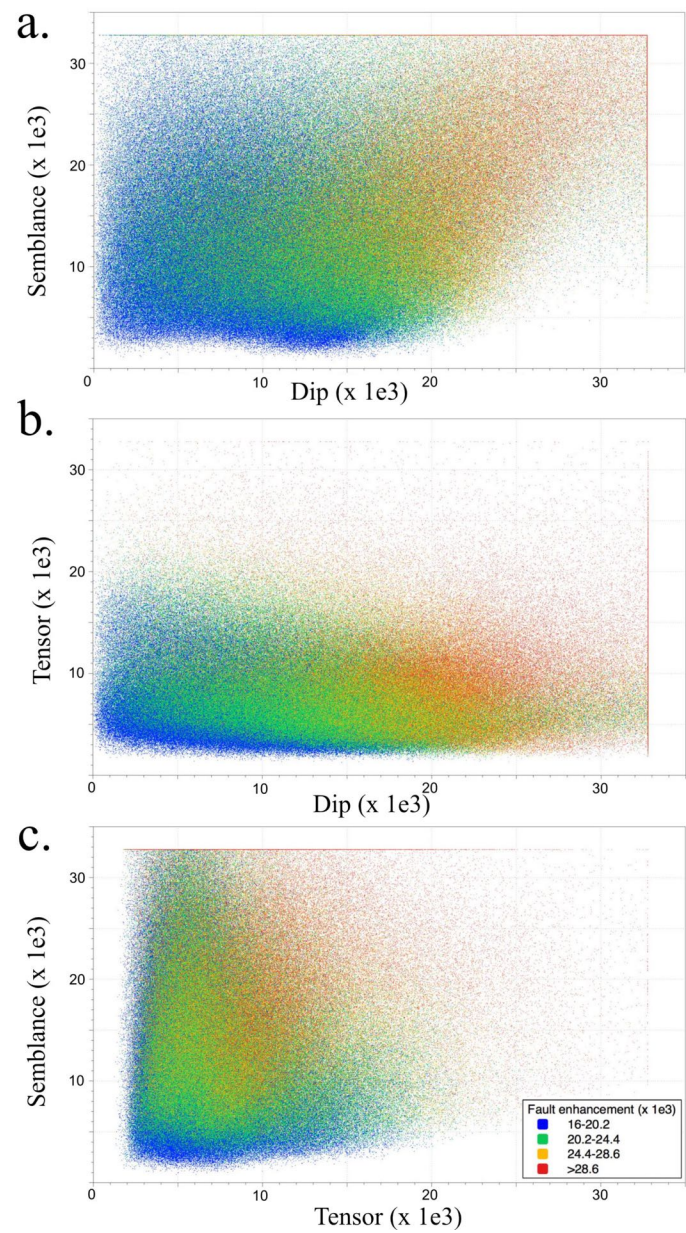 a.
30
20
10
0
10
20
30
Semblance (x 1e3)
Dip (x 1e3)
b.
30
20
10
0
10
20
30
Tensor (x 1e3)
Dip (x 1e3)
c.
30
20
10
0
10
20
30
Semblance (x 1e3)
Tensor (x 1e3)
Fault enhancement (x 1e3)
16-20.2
20.2-24.4
24.4-28.6
>28.6